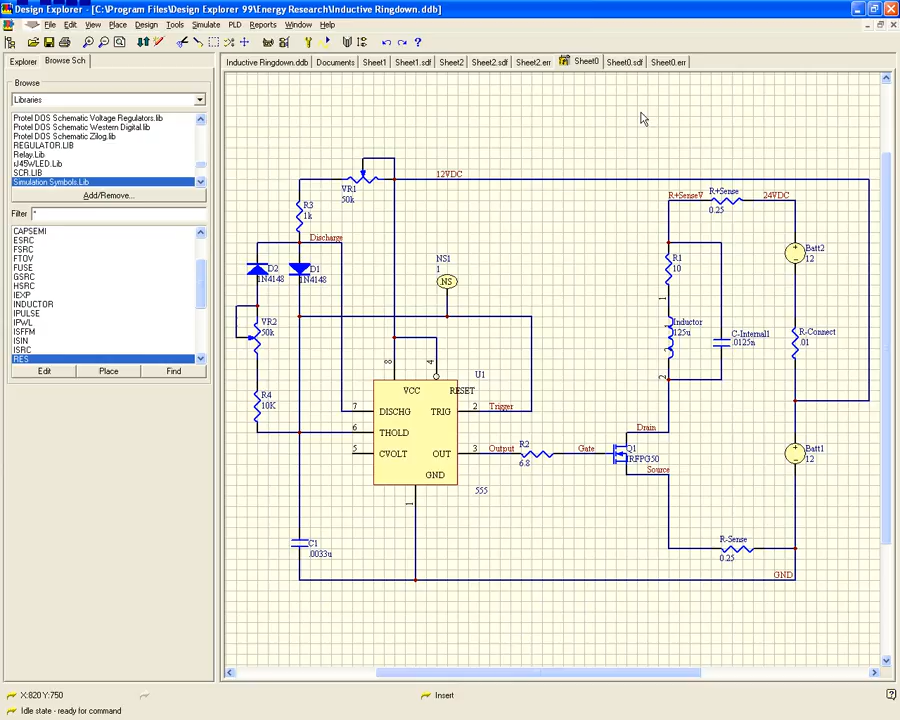 Design Explorer - [C:\Program Files\Design Explorer 99\Energy Research\Inductive Ringdown.ddb]
File Edit View Place Design Tools Simulate PLD Reports Window Help
Explorer Browse Sch
Inductive Ringdown.ddb Documents Sheet1 Sheet1.sdf Sheet2 Sheet2.sdf Sheet2.err Sheet0 Sheet0.sdf Sheet0.err
Browse
Libraries
Protel DOS Schematic Voltage Regulators.lib
Protel DOS Schematic Western Digital.lib
Protel DOS Schematic Zilog.lib
REGULATOR.LIB
Relay.Lib
rJ45WLED.Lib
SCR.LIB
Simulation Symbols.Lib
Add/Remove...
Filter *
CAPSEMI
ESRC
FSRC
FTOV
FUSE
GSRC
HSRC
IEXP
INDUCTOR
IPULSE
IPWL
ISFFM
ISIN
ISRC
RES
Edit Place Find
VR1
50k
12VDC
R3
1k
Discharge
D2
1N4148
D1
1N4148
NS1
1
NS
VR2
50k
R4
10K
8
4
U1
VCC
RESET
7
DISCHG
TRIG
2
Trigger
6
THOLD
5
CVOLT
OUT
3
Output
GND
1
555
R2
6.8
Gate
C1
.0033u
R+SenseV
R+Sense
0.25
24VDC
R1
10
1
Inductor
125u
2
C-Internal1
.0125n
Batt2
12
R-Connect
.01
Drain
Q1
IRFPG50
Source
Batt1
12
R-Sense
0.25
GND
X:820 Y:750
Insert
Idle state - ready for command